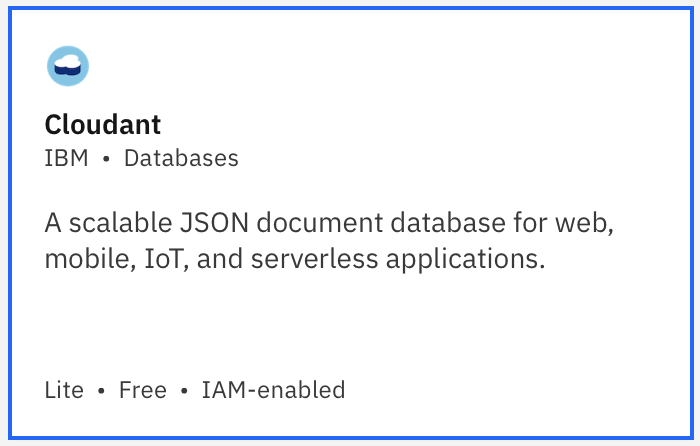 Cloudant
IBM • Databases
A scalable JSON document database for web,
mobile, IoT, and serverless applications.
Lite • Free • IAM-enabled